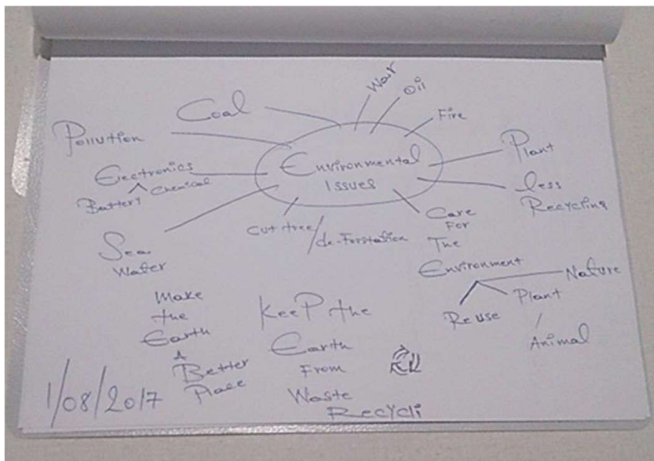 War
Oil
Fire
Coal
Pollution
Electronics
Battery Chemical
Sea
Water
Environmental
Issues
Plant
less
Recycling
Cut tree/de-Forstation
Care
For
The
Environment
Reuse
Plant
Nature
Animal
Make
the
Earth
A
Better
Place
KeeP the
Earth
From
Waste
Recycli
1/08/2017